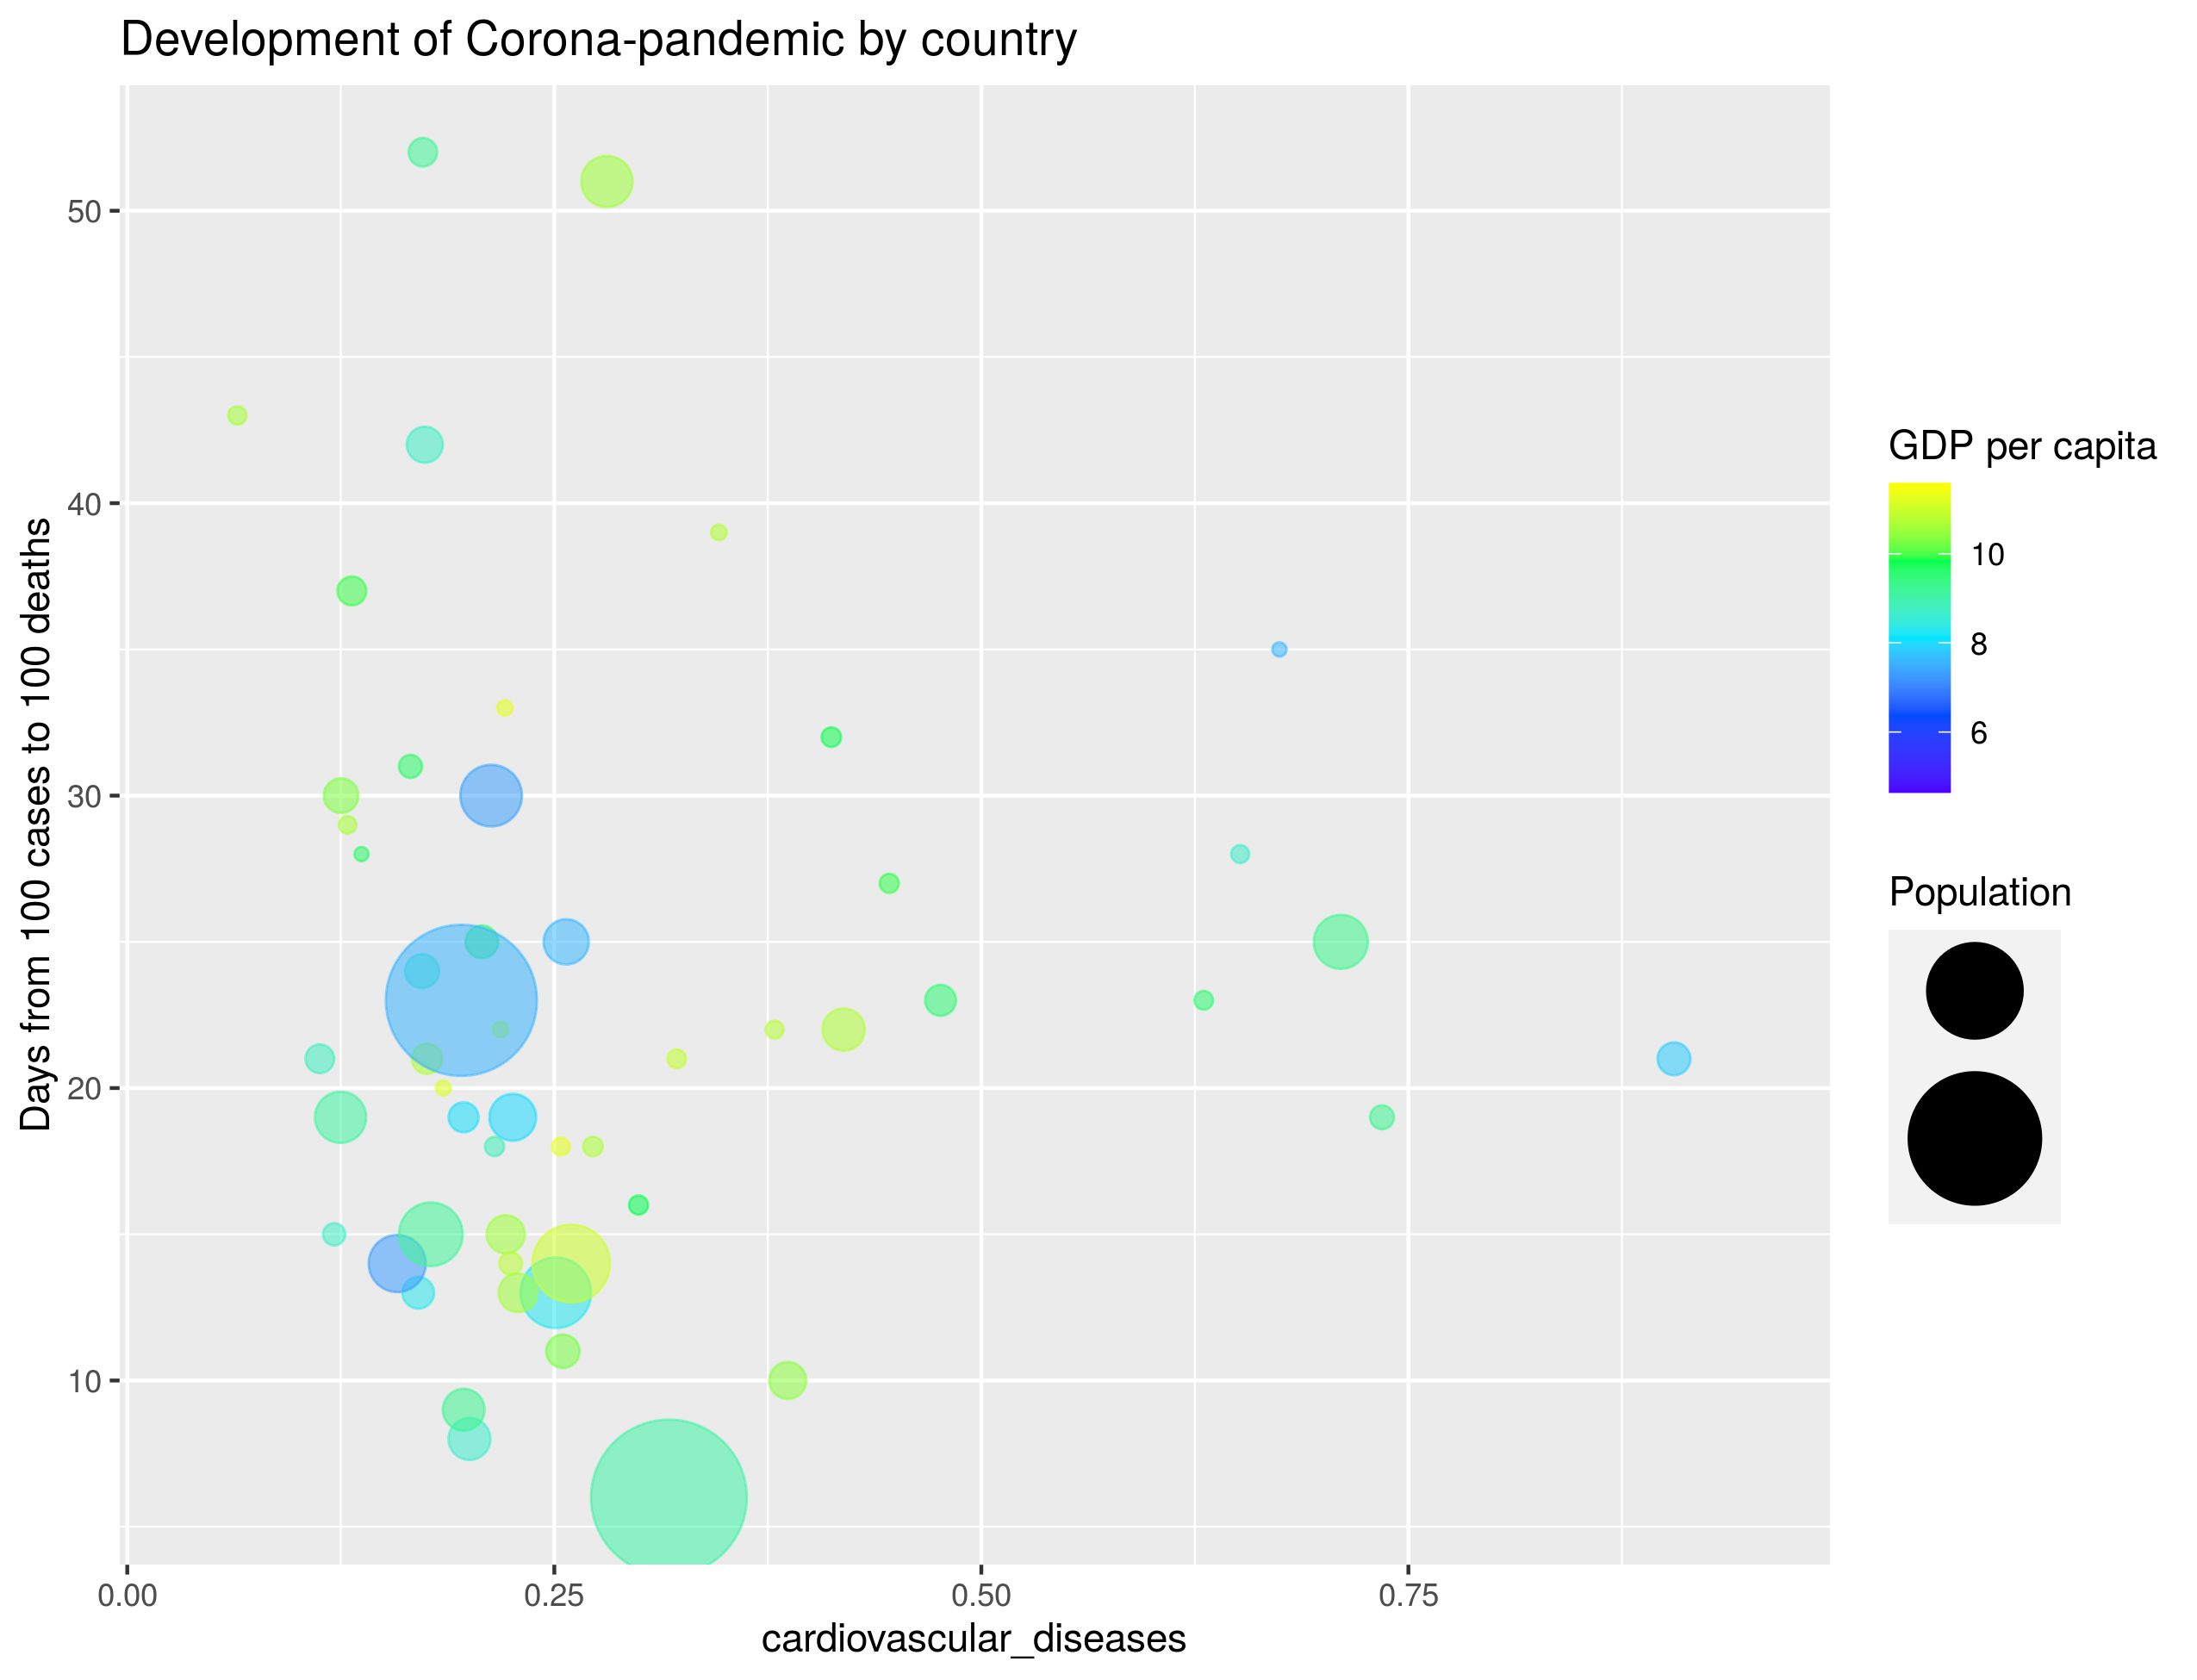 Development of Corona-pandemic by country
Days from 100 cases to 100 deaths
50
40
30
20
10
0.00
0.25
0.50
0.75
cardiovascular_diseases
GDP per capita
10
8
6
Population